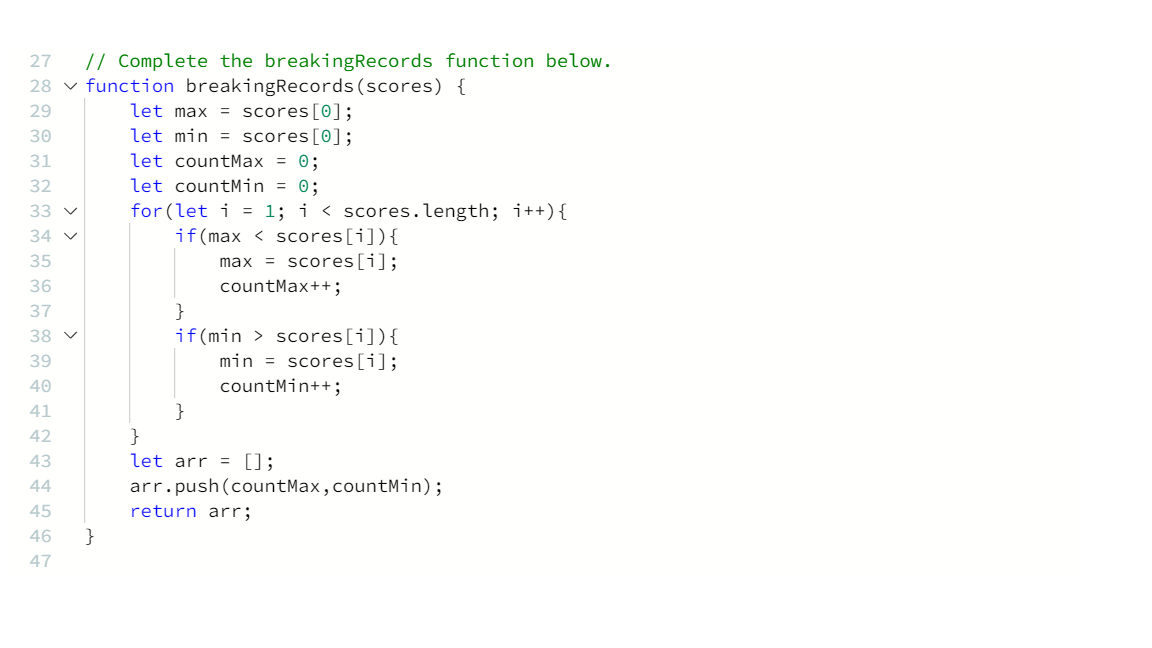 27 // Complete the breakingRecords function below.
28 function breakingRecords(scores) {
29     let max = scores[0];
30     let min = scores[0];
31     let countMax = 0;
32     let countMin = 0;
33     for(let i = 1; i < scores.length; i++){
34         if(max < scores[i]){
35             max = scores[i];
36             countMax++;
37         }
38         if(min > scores[i]){
39             min = scores[i];
40             countMin++;
41         }
42     }
43     let arr = [];
44     arr.push(countMax,countMin);
45     return arr;
46 }
47